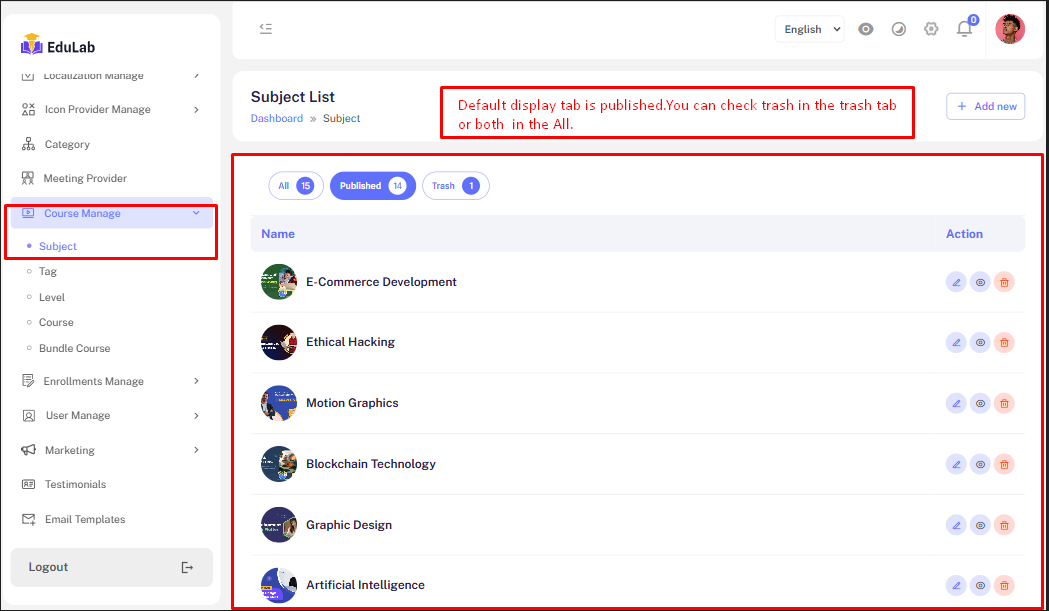 EduLab
Localization Manage
Icon Provider Manage
Category
Meeting Provider
Course Manage
Subject
Tag
Level
Course
Bundle Course
Enrollments Manage
User Manage
Marketing
Testimonials
Email Templates
Logout
English
0
Subject List
Dashboard » Subject
Default display tab is published.You can check trash in the trash tab
or both in the All.
+ Add new
All 15 Published 14 Trash 1
Name Action
E-Commerce Development
Ethical Hacking
Motion Graphics
Blockchain Technology
Graphic Design
Artificial Intelligence